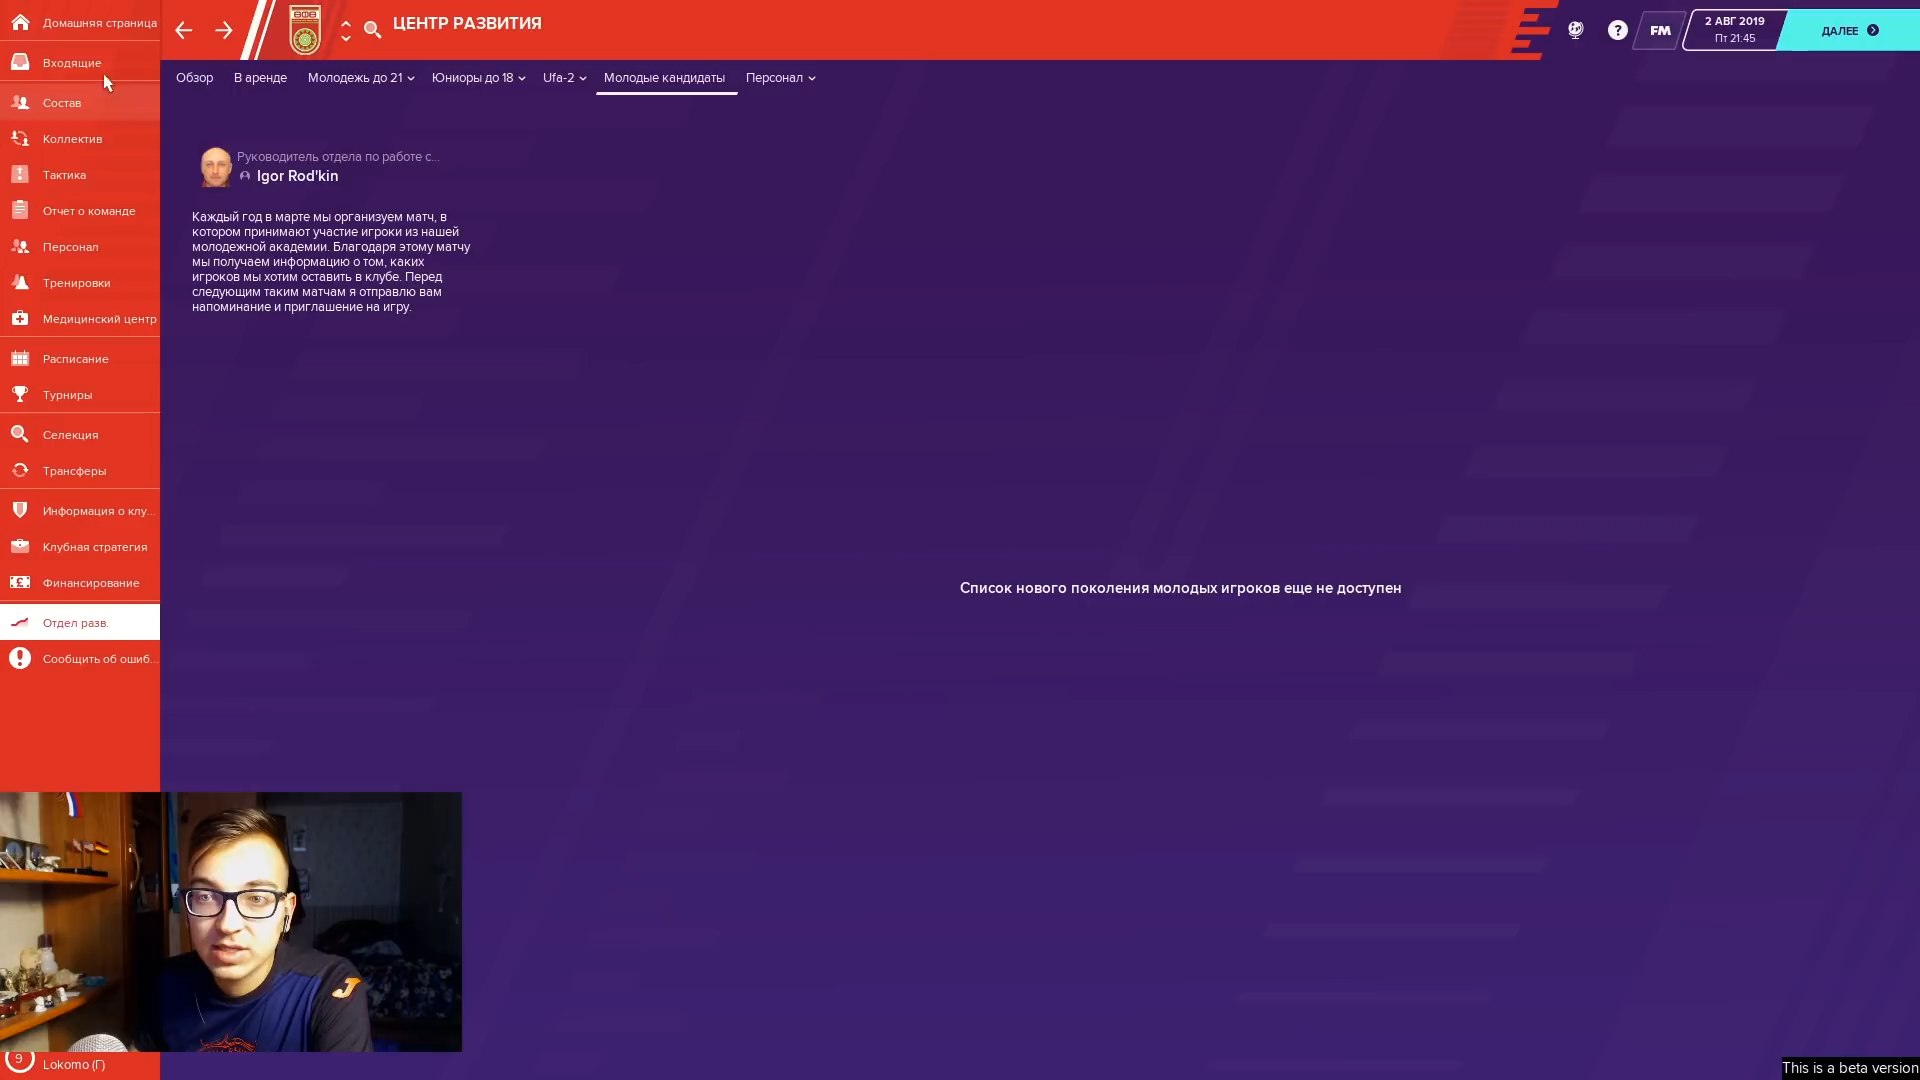 Домашняя страница
Входящие
Состав
Коллектив
Тактика
Отчет о команде
Персонал
Тренировки
Медицинский центр
Расписание
Турниры
Селекция
Трансферы
Информация о клу...
Клубная стратегия
Финансирование
Отдел разв.
Сообщить об ошиб...
9
Lokomo (Г)
ЦЕНТР РАЗВИТИЯ
FM
2 АВГ 2019
Пт 21:45
ДАЛЕЕ
Обзор
В аренде
Молодежь до 21
Юниоры до 18
Ufa-2
Молодые кандидаты
Персонал
Руководитель отдела по работе с...
Igor Rod'kin
Каждый год в марте мы организуем матч, в
котором принимают участие игроки из нашей
молодежной академии. Благодаря этому матчу
мы получаем информацию о том, каких
игроков мы хотим оставить в клубе. Перед
следующим таким матчам я отправлю вам
напоминание и приглашение на игру.
Список нового поколения молодых игроков еще не доступен
This is a beta version